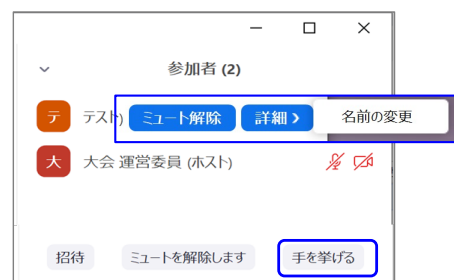 参加者 (2)
テ テスト) ミュート解除 詳細 > 名前の変更
大 大会 運営委員 (ホスト)
招待 ミュートを解除します 手を挙げる